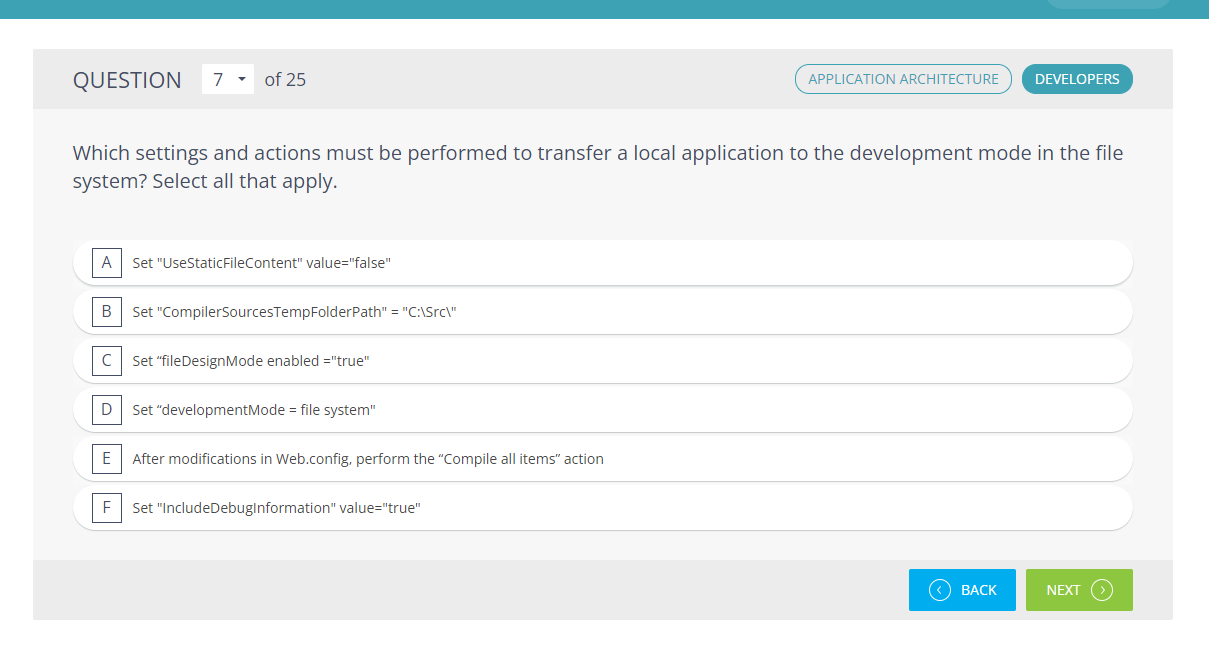 QUESTION 7 of 25 APPLICATION ARCHITECTURE DEVELOPERS
Which settings and actions must be performed to transfer a local application to the development mode in the file
system? Select all that apply.
A Set "UseStaticFileContent" value="false"
B Set "CompilerSourcesTempFolderPath" = "C:\Src\"
C Set “fileDesignMode enabled ="true"
D Set “developmentMode = file system"
E After modifications in Web.config, perform the “Compile all items” action
F Set "IncludeDebugInformation" value="true"
BACK NEXT